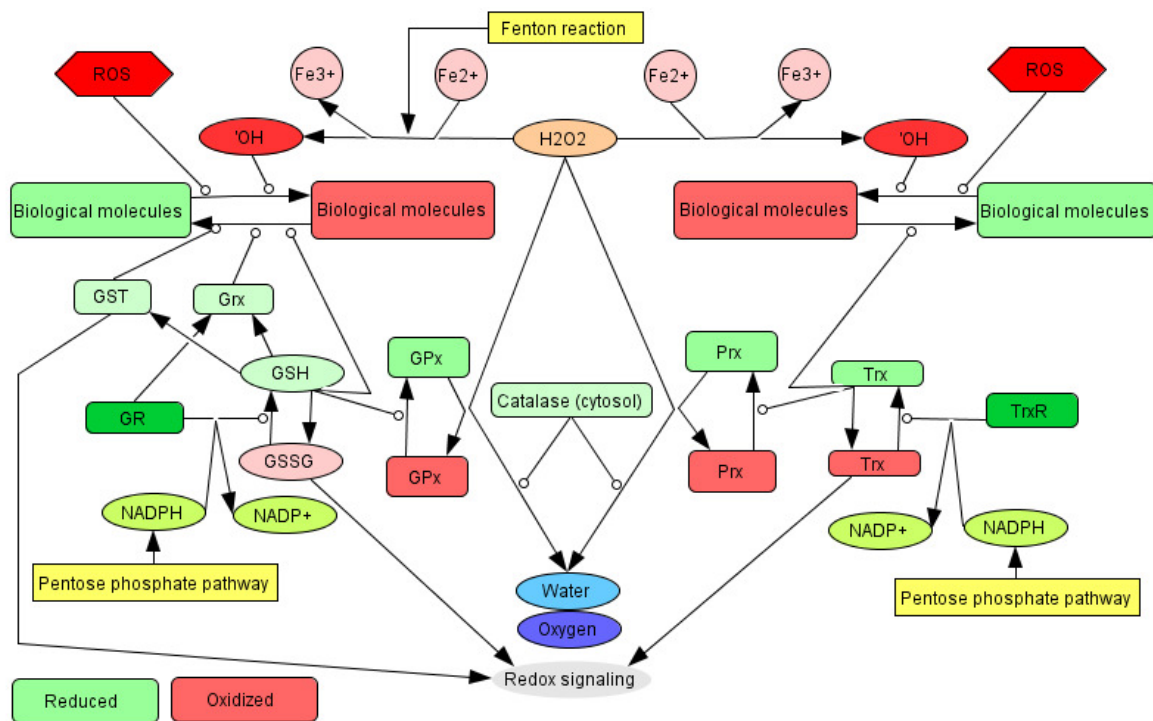 Fenton reaction
ROS
Fe3+
Fe2+
Fe2+
Fe3+
ROS
'OH
H2O2
'OH
Biological molecules
Biological molecules
Biological molecules
Biological molecules
GST
Grx
GPx
Prx
GSH
Trx
Catalase (cytosol)
GR
TrxR
GSSG
GPx
Prx
Trx
NADPH
NADP+
NADP+
NADPH
Pentose phosphate pathway
Water
Pentose phosphate pathway
Oxygen
Redox signaling
Reduced
Oxidized